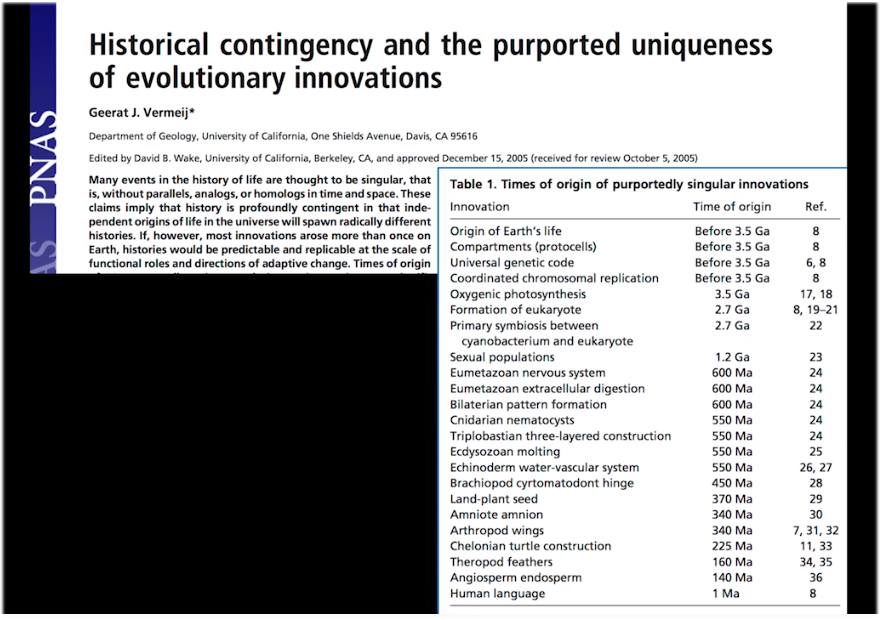 PNAS
PNAS
Historical contingency and the purported uniqueness
of evolutionary innovations
Geerat J. Vermeij*
Department of Geology, University of California, One Shields Avenue, Davis, CA 95616
Edited by David B. Wake, University of California, Berkeley, CA, and approved December 15, 2005 (received for review October 5, 2005)
Many events in the history of life are thought to be singular, that
is, without parallels, analogs, or homologs in time and space. These
claims imply that history is profoundly contingent in that inde-
pendent origins of life in the universe will spawn radically different
histories. If, however, most innovations arose more than once on
Earth, histories would be predictable and replicable at the scale of
functional roles and directions of adaptive change. Times of origin
Table 1. Times of origin of purportedly singular innovations
Innovation Time of origin Ref.
Origin of Earth's life Before 3.5 Ga 8
Compartments (protocells) Before 3.5 Ga 8
Universal genetic code Before 3.5 Ga 6, 8
Coordinated chromosomal replication Before 3.5 Ga 8
Oxygenic photosynthesis 3.5 Ga 17, 18
Formation of eukaryote 2.7 Ga 8, 19–21
Primary symbiosis between 2.7 Ga 22
cyanobacterium and eukaryote
Sexual populations 1.2 Ga 23
Eumetazoan nervous system 600 Ma 24
Eumetazoan extracellular digestion 600 Ma 24
Bilaterian pattern formation 600 Ma 24
Cnidarian nematocysts 550 Ma 24
Triplobastian three-layered construction 550 Ma 24
Ecdysozoan molting 550 Ma 25
Echinoderm water-vascular system 550 Ma 26, 27
Brachiopod cyrtomatodont hinge 450 Ma 28
Land-plant seed 370 Ma 29
Amniote amnion 340 Ma 30
Arthropod wings 340 Ma 7, 31, 32
Chelonian turtle construction 225 Ma 11, 33
Theropod feathers 160 Ma 34, 35
Angiosperm endosperm 140 Ma 36
Human language 1 Ma 8